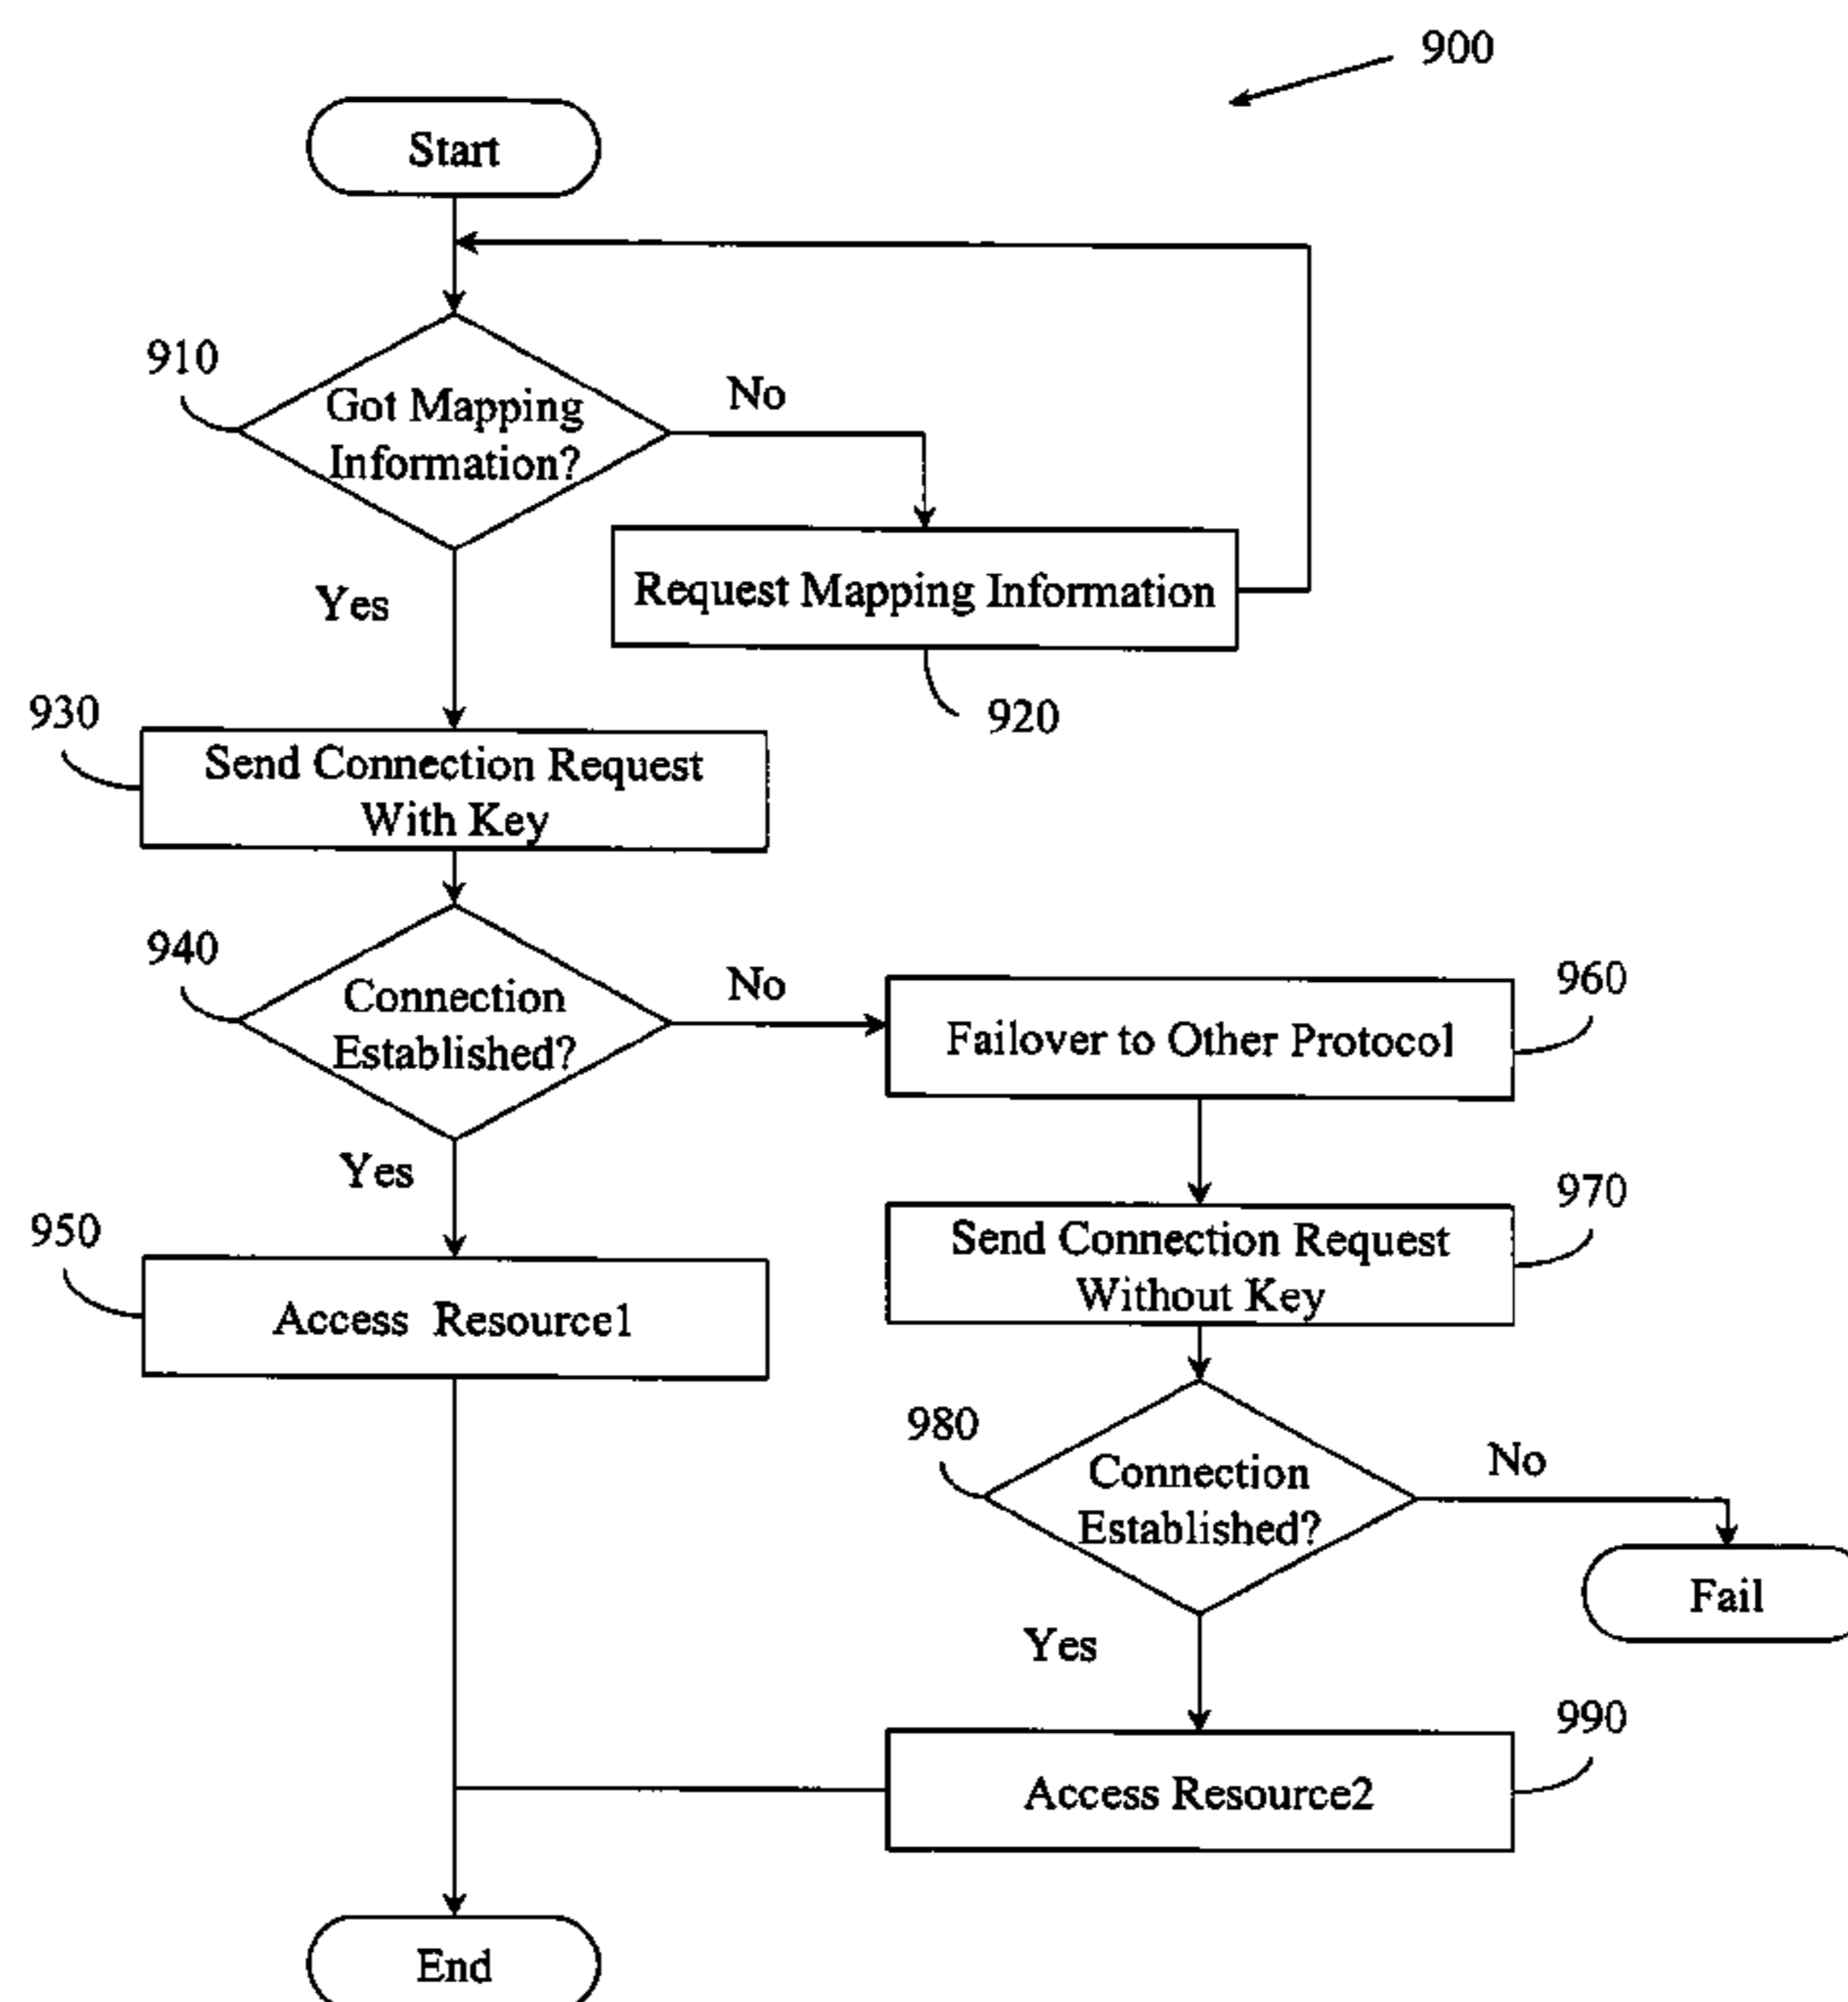 900
Start
910
Got Mapping
Information?
No
Request Mapping Information
920
Yes
930
Send Connection Request
With Key
940
Connection
Established?
No
960
Failover to Other Protocol
Yes
970
Send Connection Request
Without Key
950
Access Resource1
980
Connection
Established?
No
Fail
Yes
990
Access Resource2
End